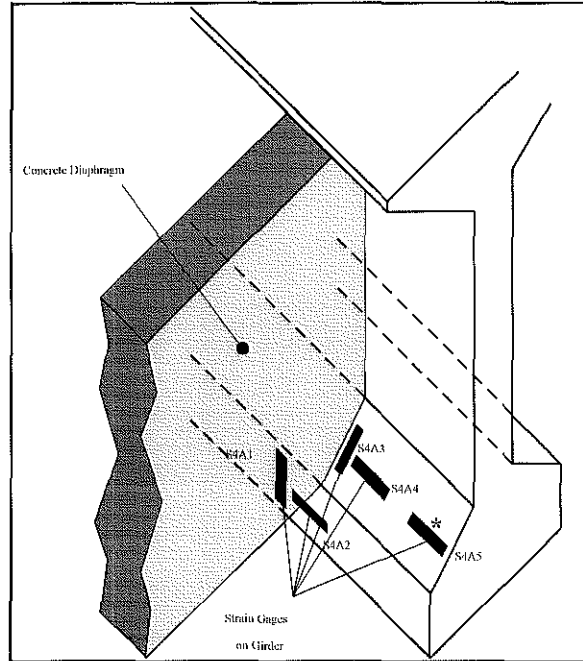 Concrete Diaphragm
S4A3
S4A1
S4A4
*
S4A2
S4A5
Strain Gages
on Girder